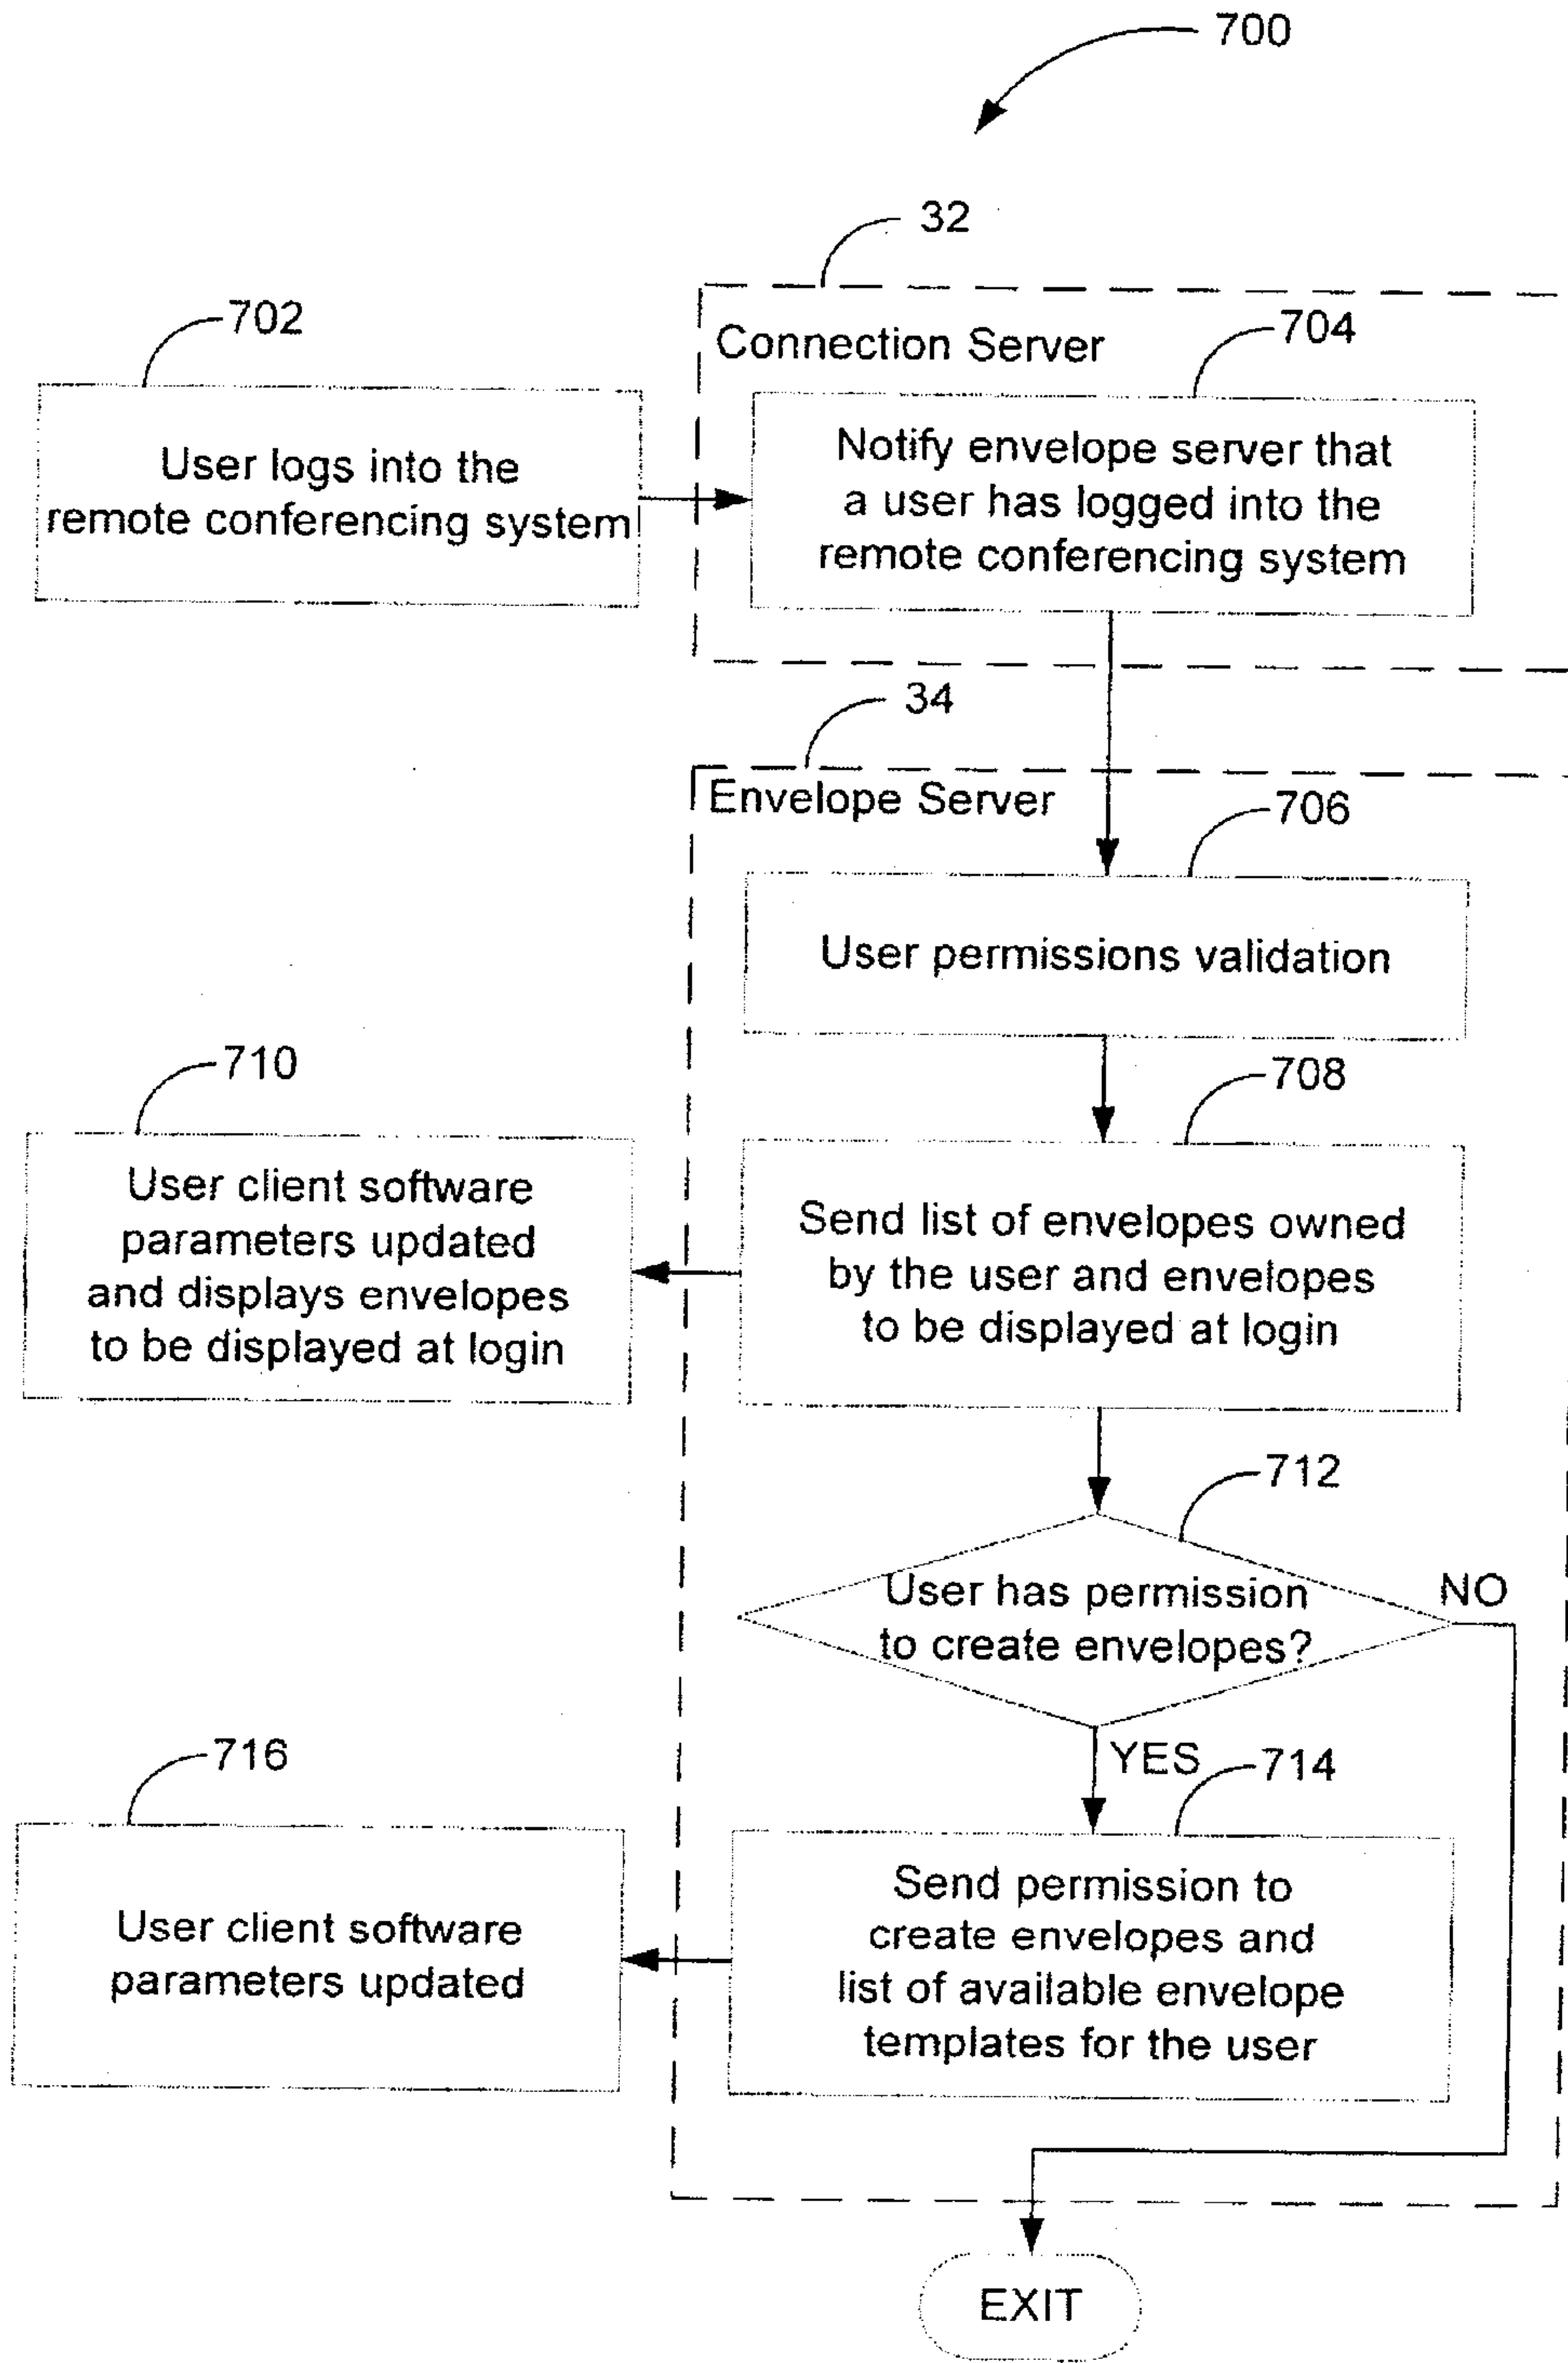 700
32
702
Connection Server
704
User logs into the
remote conferencing system
Notify envelope server that
a user has logged into the
remote conferencing system
34
Envelope Server
706
User permissions validation
710
708
User client software
parameters updated
and displays envelopes
to be displayed at login
Send list of envelopes owned
by the user and envelopes
to be displayed at login
712
User has permission
to create envelopes?
NO
YES
716
714
User client software
parameters updated
Send permission to
create envelopes and
list of available envelope
templates for the user
EXIT